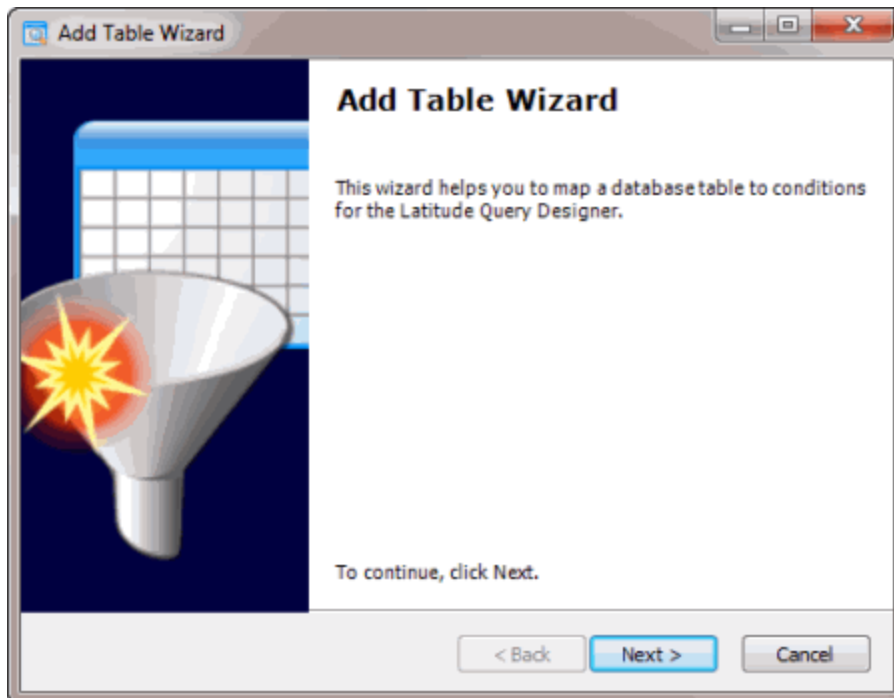 Add Table Wizard
Add Table Wizard
This wizard helps you to map a database table to conditions
for the Latitude Query Designer.
To continue, click Next.
< Back
Next >
Cancel